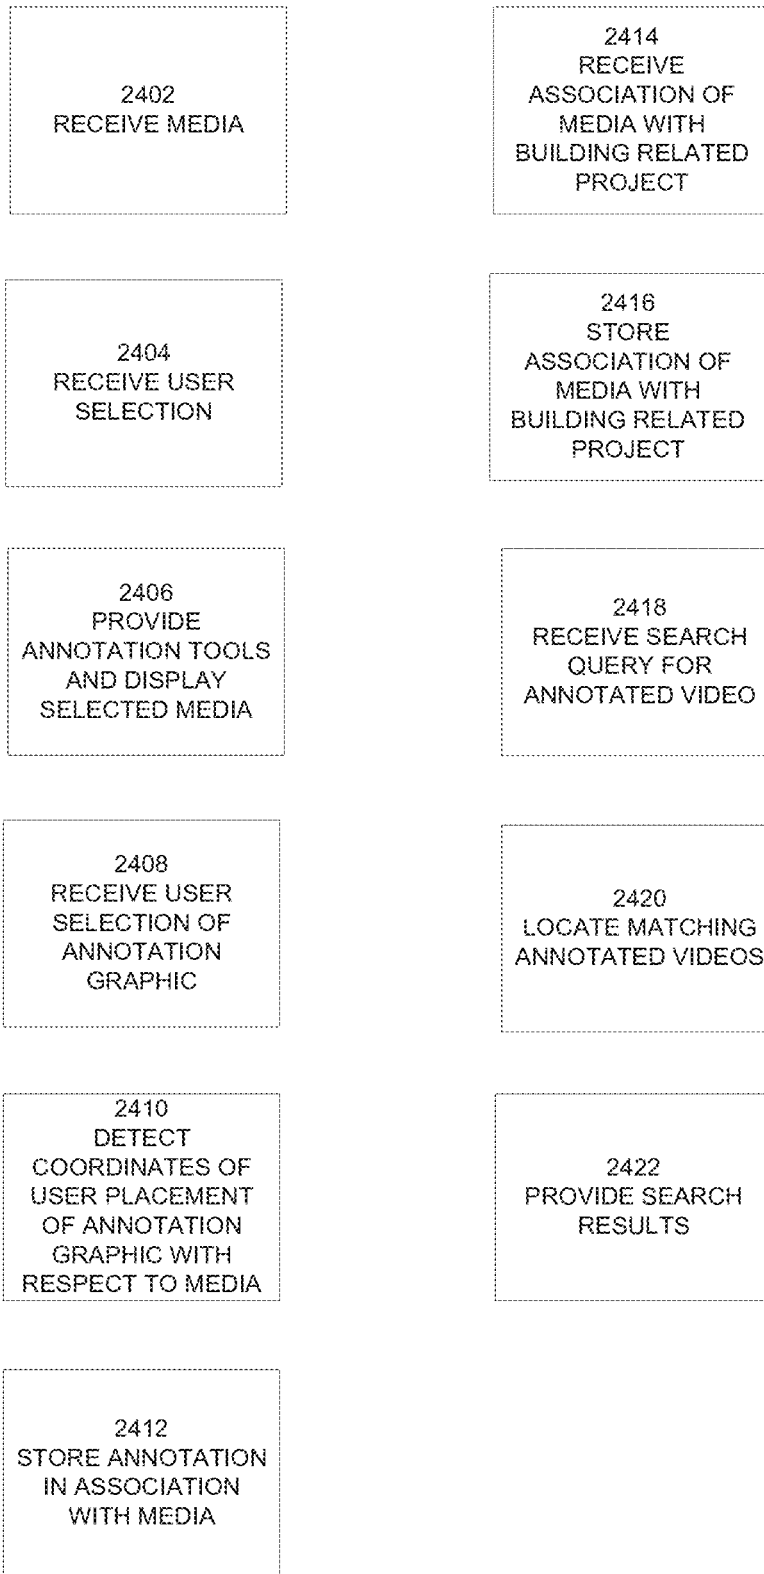 2402
RECEIVE MEDIA
2404
RECEIVE USER
SELECTION
2406
PROVIDE
ANNOTATION TOOLS
AND DISPLAY
SELECTED MEDIA
2408
RECEIVE USER
SELECTION OF
ANNOTATION
GRAPHIC
2410
DETECT
COORDINATES OF
USER PLACEMENT
OF ANNOTATION
GRAPHIC WITH
RESPECT TO MEDIA
2412
STORE ANNOTATION
IN ASSOCIATION
WITH MEDIA
2414
RECEIVE
ASSOCIATION OF
MEDIA WITH
BUILDING RELATED
PROJECT
2416
STORE
ASSOCIATION OF
MEDIA WITH
BUILDING RELATED
PROJECT
2418
RECEIVE SEARCH
QUERY FOR
ANNOTATED VIDEO
2420
LOCATE MATCHING
ANNOTATED VIDEOS
2422
PROVIDE SEARCH
RESULTS